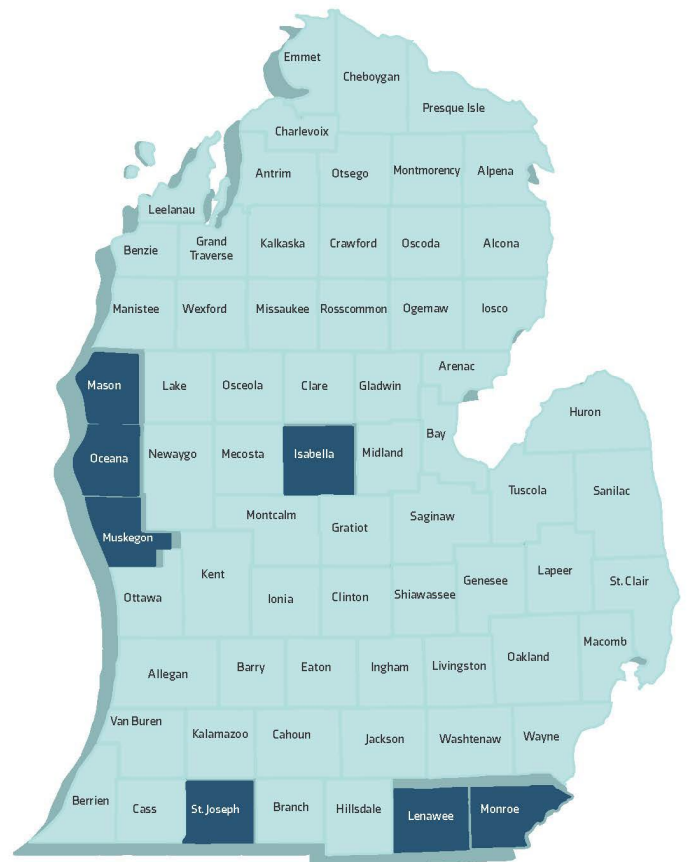 Emmet
Cheboygan
Presque Isle
Charlevoix
Antrim
Otsego
Montmorency
Alpena
Leelanau
Benzie
Grand
Traverse
Kalkaska
Crawford
Oscoda
Alcona
Manistee
Wexford
Missaukee
Rosscommon
Ogemaw
Iosco
Mason
Lake
Osceola
Clare
Gladwin
Arenac
Huron
Oceana
Newaygo
Mecosta
Isabella
Midland
Bay
Tuscola
Sanilac
Muskegon
Montcalm
Gratiot
Saginaw
Ottawa
Kent
Ionia
Clinton
Shiawassee
Genesee
Lapeer
St. Clair
Allegan
Barry
Eaton
Ingham
Livingston
Oakland
Macomb
Van Buren
Kalamazoo
Cahoun
Jackson
Washtenaw
Wayne
Berrien
Cass
St. Joseph
Branch
Hillsdale
Lenawee
Monroe